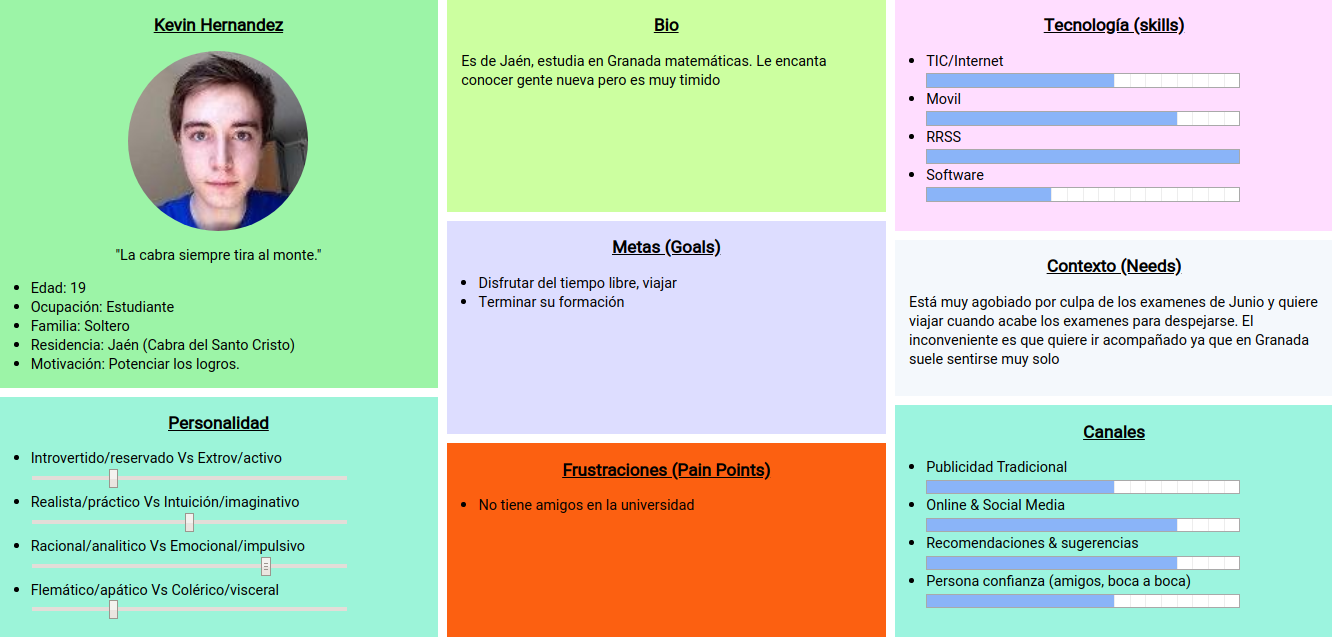 Kevin Hernandez
"La cabra siempre tira al monte."
Edad: 19
Ocupación: Estudiante
Familia: Soltero
Residencia: Jaén (Cabra del Santo Cristo)
Motivación: Potenciar los logros.
Personalidad
Introvertido/reservado Vs Extrov/activo
Realista/práctico Vs Intuición/imaginativo
Racional/analitico Vs Emocional/impulsivo
Flemático/apático Vs Colérico/visceral
Bio
Es de Jaén, estudia en Granada matemáticas. Le encanta
conocer gente nueva pero es muy timido
Metas (Goals)
Disfrutar del tiempo libre, viajar
Terminar su formación
Frustraciones (Pain Points)
No tiene amigos en la universidad
Tecnología (skills)
TIC/Internet
Movil
RRSS
Software
Contexto (Needs)
Está muy agobiado por culpa de los examenes de Junio y quiere
viajar cuando acabe los examenes para despejarse. El
inconveniente es que quiere ir acompañado ya que en Granada
suele sentirse muy solo
Canales
Publicidad Tradicional
Online & Social Media
Recomendaciones & sugerencias
Persona confianza (amigos, boca a boca)